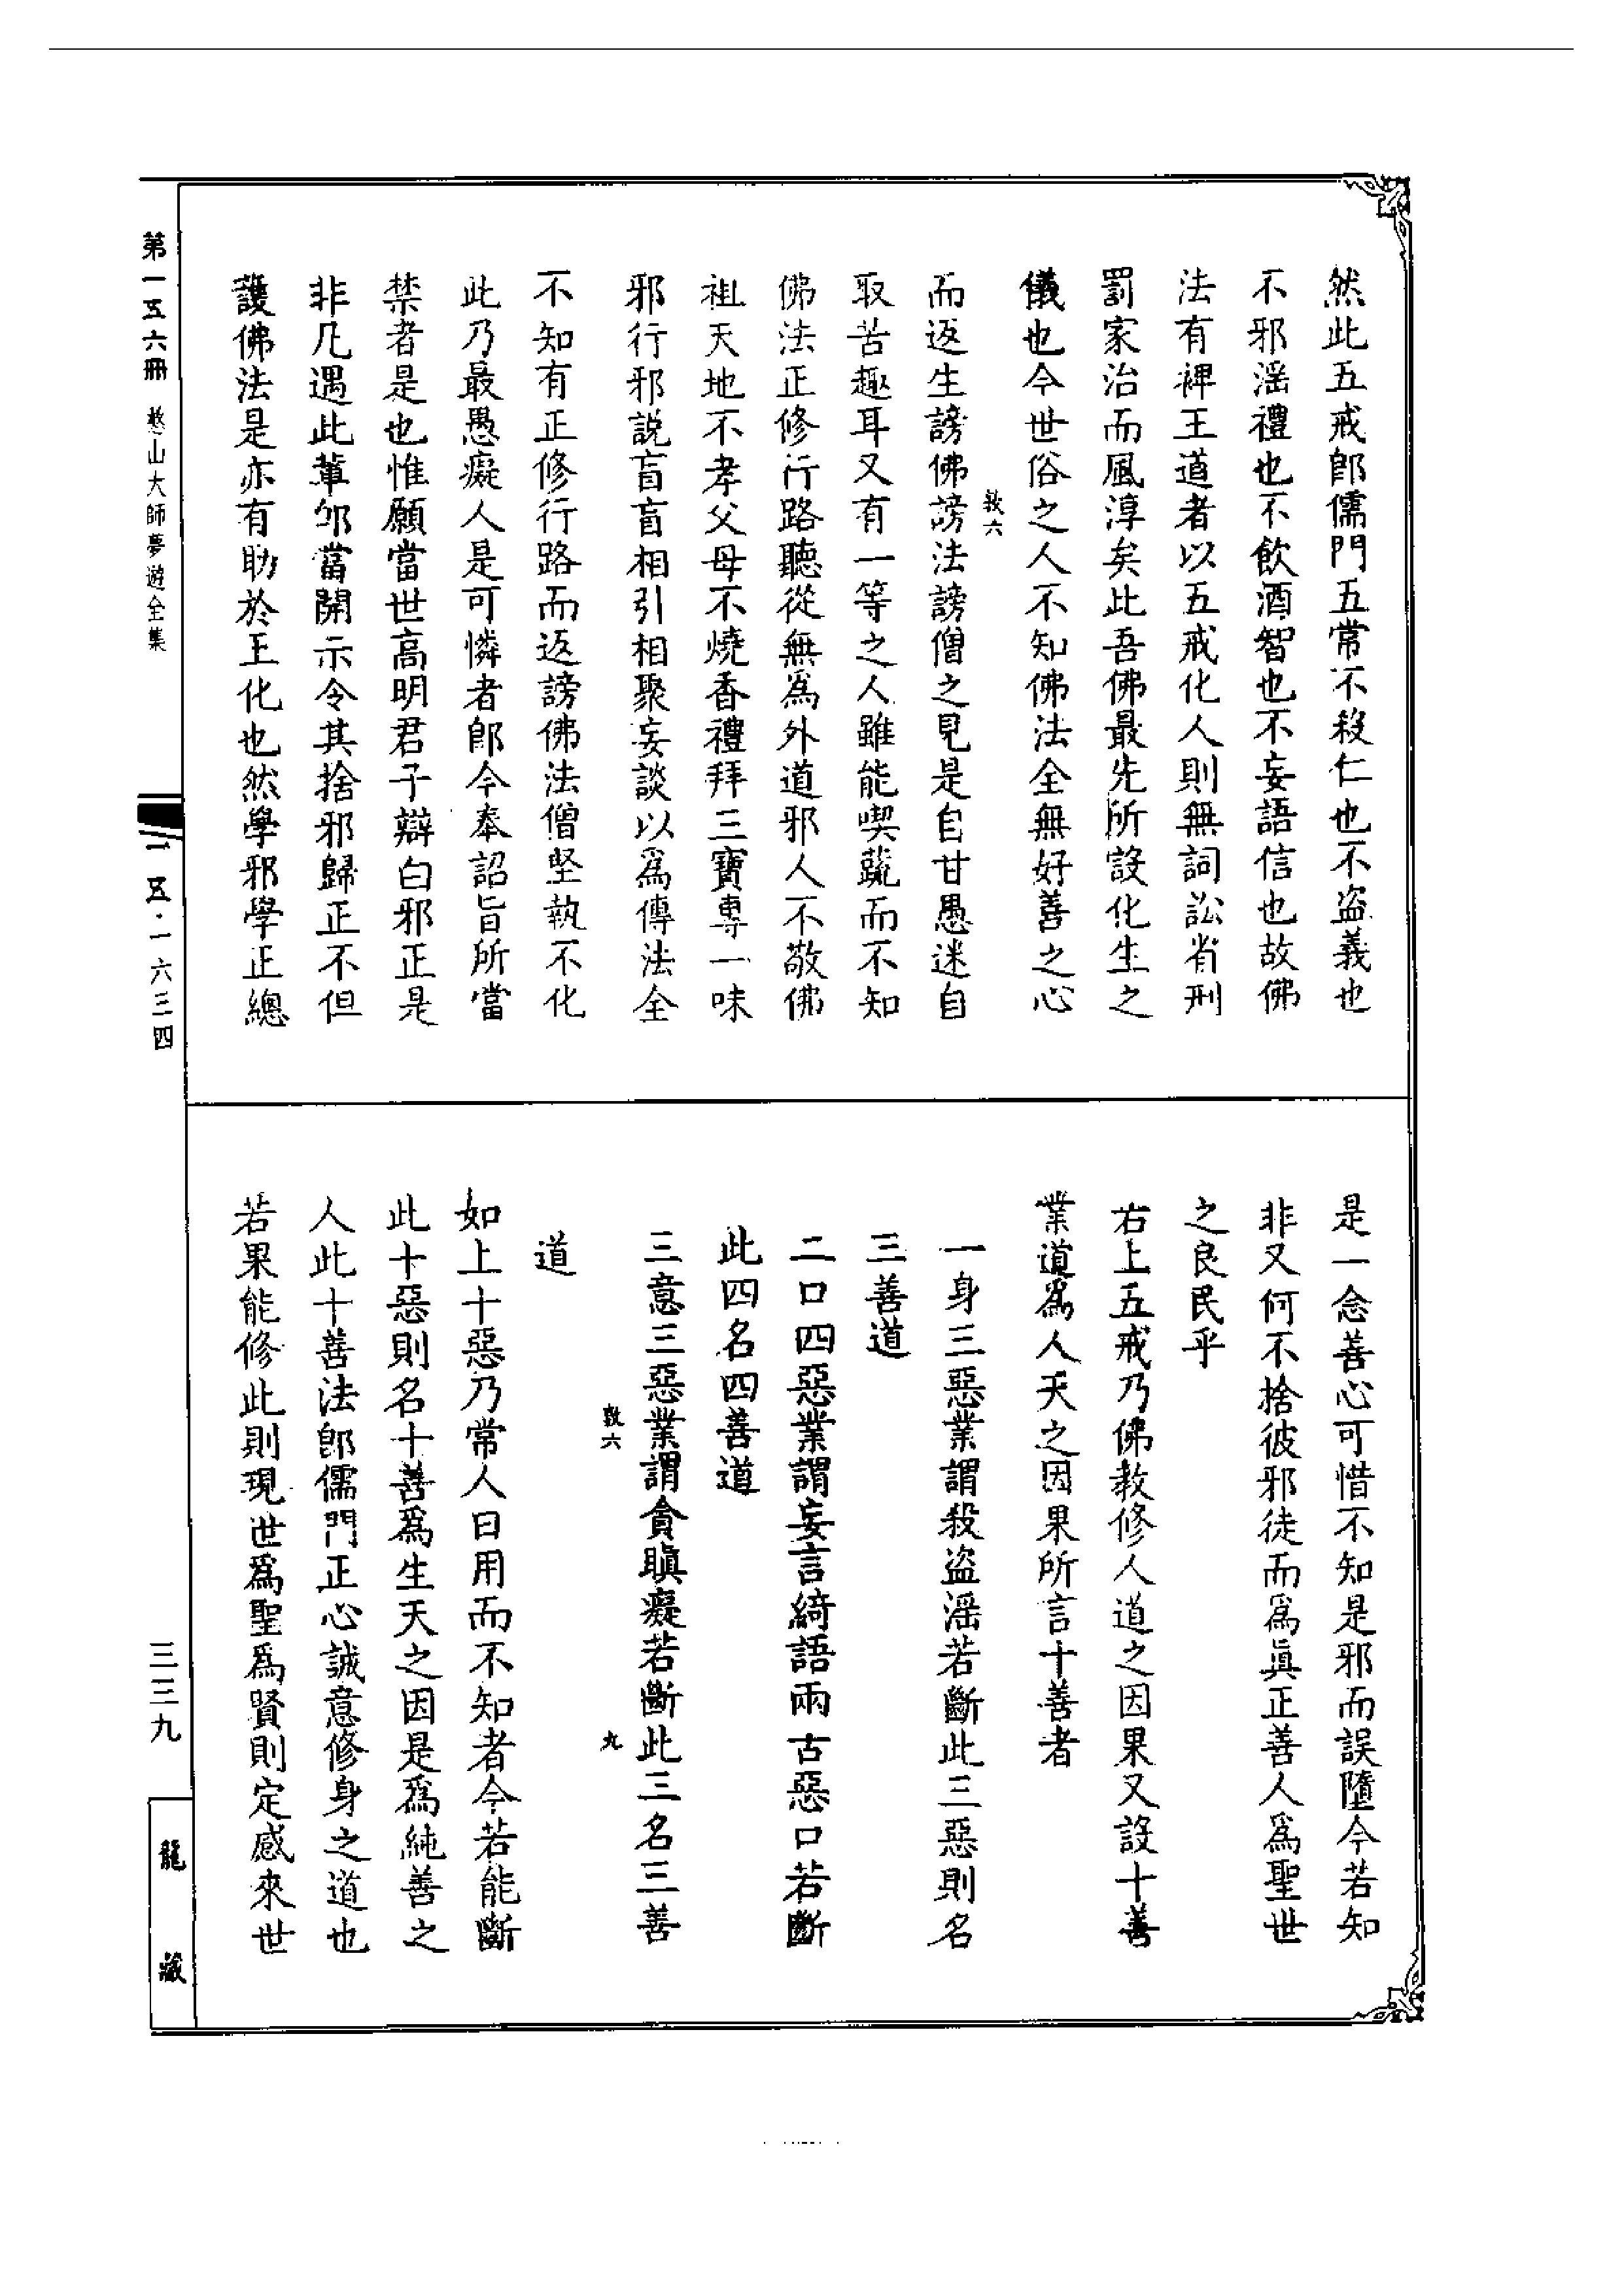 然此五戒卽儒門五常不殺仁也不盜義也
不邪淫禮也不飲酒智也不妄語信也故佛
法有裨王道者以五戒化人則無詞訟省刑
罰家治而風淳矣此吾佛最先所設化生之
儀也今世俗之人不知佛法全無好善之心
敦六
而返生謗佛謗法謗僧之見是自甘愚迷自
取苦趣耳又有一等之人雖能喫蔬而不知
佛法正修行路聽從無為外道邪人不敬佛
祖天地不孝父母不燒香禮拜三寶專一味
邪行邪說盲盲相引相聚妄談以為傳法全
不知有正修行路而返謗佛法僧堅執不化
此乃最愚癡人是可憐者卽今奉詔旨所當
禁者是也惟願當世高明君子辯白邪正是
非凡遇此輩卽當開示令其捨邪歸正不但
護佛法是亦有助於王化也然學邪學正總
是一念善心可惜不知是邪而誤墮今若知
非又何不捨彼邪徒而為眞正善人為聖世
之良民乎
右上五戒乃佛教修人道之因果又設十善
業道為人天之因果所言十善者
一身三惡業謂殺盜淫若斷此三惡則名
三善道
二口四惡業謂妄言綺語兩古惡口若斷
此四名四善道
三意三惡業謂貪瞋癡若斷此三名三善
敦六 九
道
如上十惡乃常人日用而不知者今若能斷
此十惡則名十善為生天之因是為純善之
人此十善法卽儒門正心誠意修身之道也
若果能修此則現世為聖為賢則定感來世
第一五六冊 憨山大師夢遊全集
一五·一六三四
三三九
龍藏